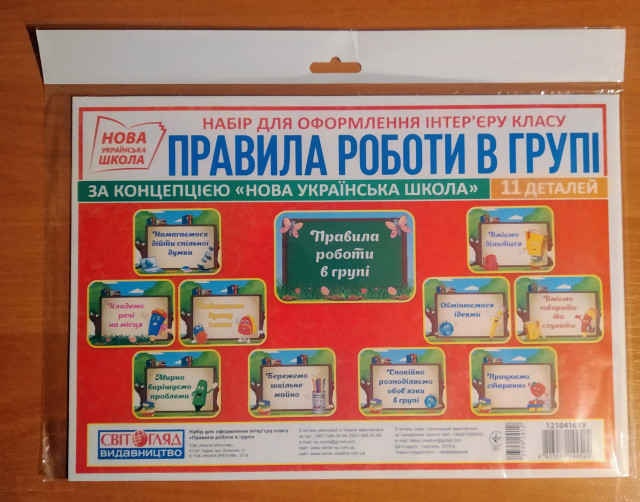 НАБІР ДЛЯ ОФОРМЛЕННЯ ІНТЕР'ЄРУ КЛАСУ
НОВА
УКРАЇНСЬКА
ШКОЛА
ПРАВИЛА РОБОТИ В ГРУПІ
ЗА КОНЦЕПЦІЄЮ «НОВА УКРАЇНСЬКА ШКОЛА»
11 ДЕТАЛЕЙ
Намагаємося
дійти спільної
думки
Правила
роботи
в групі
Вміємо
ділитися
Кладемо
речі
на місця
думку
Обмінюємося
ідеями
Вміємо
говорити
та
слухати
Мирно
вирішуємо
проблеми
Бережемо
шкільне
майно
Спокійно
розподіляємо
обов'язки
в групі
Працюємо
старанно
СВІТОГЛЯД
ВИДАВНИЦТВО
Набір для оформлення інтер'єру класу
«Правила роботи в групі»
12104161У